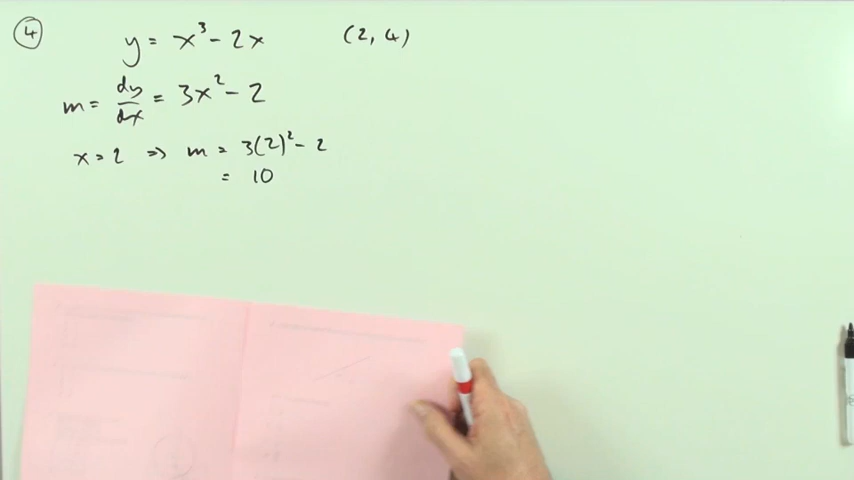 ④ y = x³ - 2x (2, 4)
m = dy/dx = 3x² - 2
x = 2 ⇒ m = 3(2)² - 2
= 10